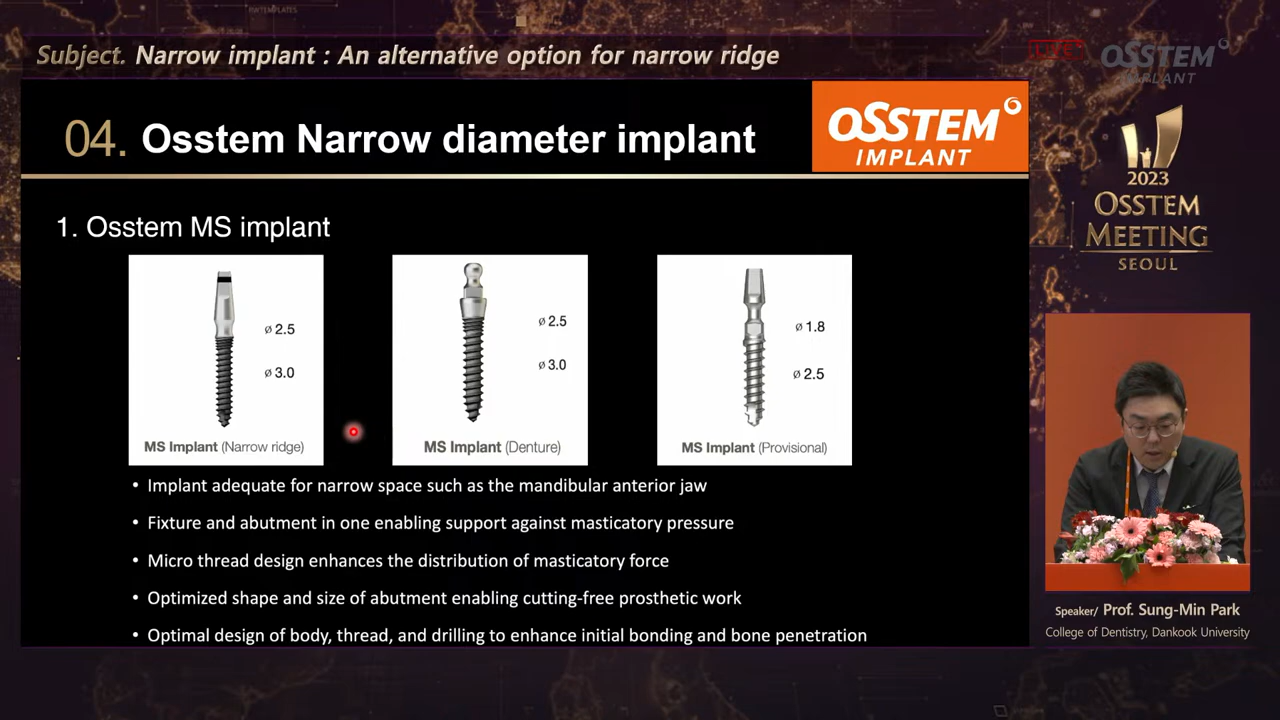 Subject. Narrow implant : An alternative option for narrow ridge
LIVE
OSSTEM
IMPLANT
04. Osstem Narrow diameter implant
OSSTEM
IMPLANT
2023
OSSTEM
MEETING
SEOUL
1. Osstem MS implant
ø 2.5
ø 3.0
MS Implant (Narrow ridge)
ø 2.5
ø 3.0
MS Implant (Denture)
ø 1.8
ø 2.5
MS Implant (Provisional)
• Implant adequate for narrow space such as the mandibular anterior jaw
• Fixture and abutment in one enabling support against masticatory pressure
• Micro thread design enhances the distribution of masticatory force
• Optimized shape and size of abutment enabling cutting-free prosthetic work
• Optimal design of body, thread, and drilling to enhance initial bonding and bone penetration
Speaker/ Prof. Sung-Min Park
College of Dentistry, Dankook University